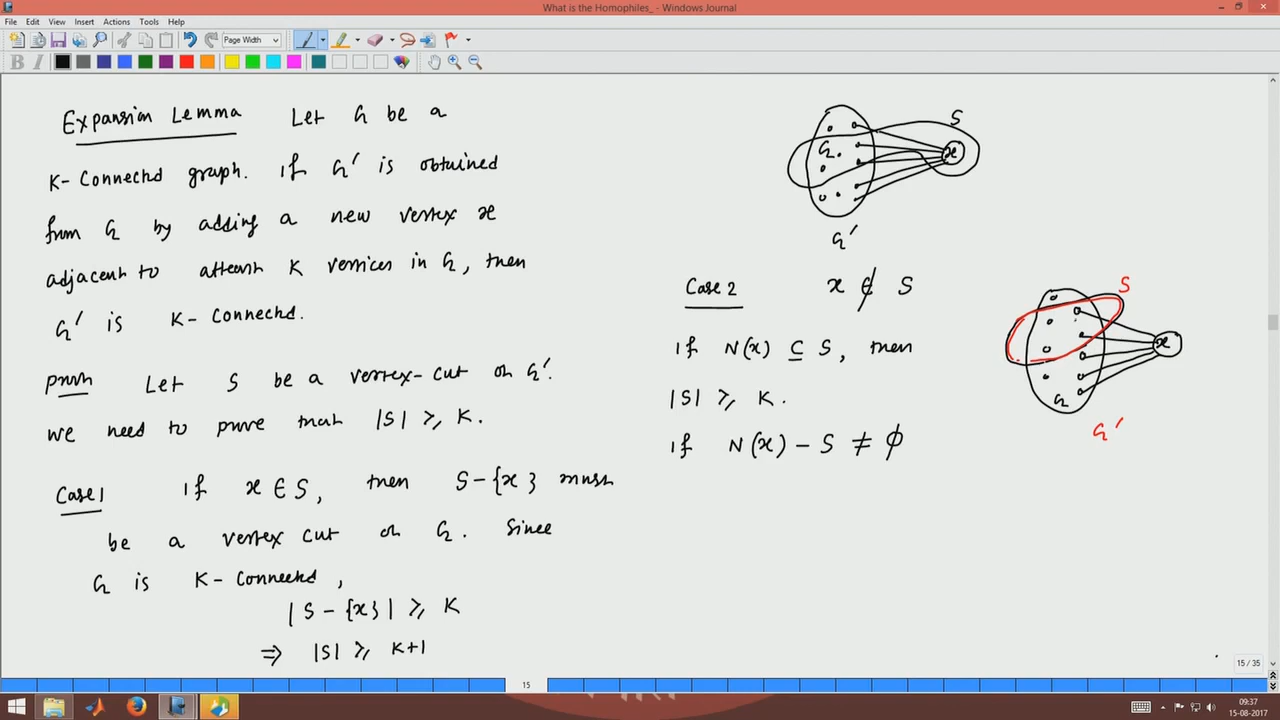 What is the Homophiles_ - Windows Journal
File Edit View Insert Actions Tools Help
Page Width
Expansion Lemma Let G be a
K-Connected graph. If G' is obtained
from G by adding a new vertex x
adjacent to atleast K vertices in G, then
G' is K-Connected.
proof Let S be a vertex-cut of G'.
We need to prove that |S| ≥ K.
Case 1 If x ∈ S, then S-{x} must
be a vertex cut of G. Since
G is K-Connected,
|S-{x}| ≥ K
⇒ |S| ≥ K+1
S
G
x
G'
Case 2 x ∉ S
If N(x) ⊆ S, then
|S| ≥ K.
If N(x) - S ≠ ϕ
S
x
G
G'
15
15 / 35
09:37
15-08-2017